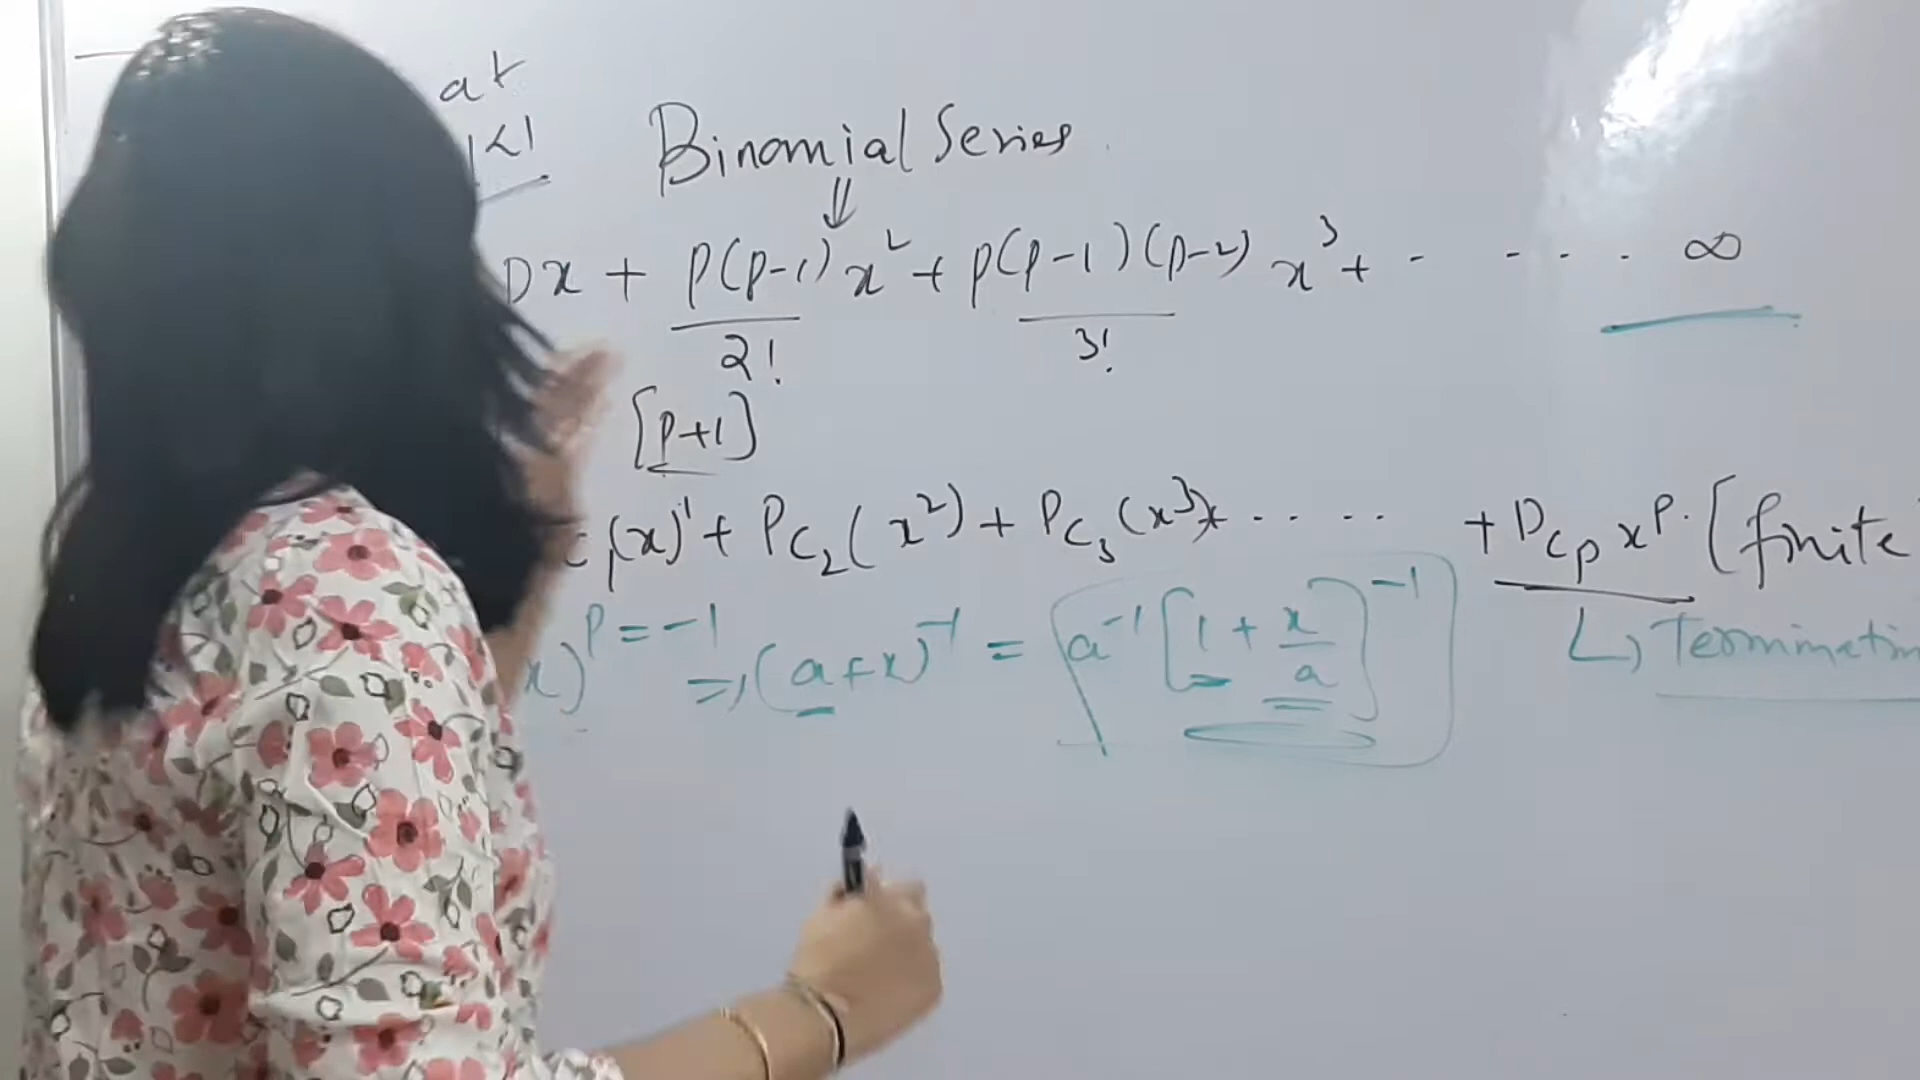 at
|<1
Binomial Series
⇓
px + p(p-1)/2! x² + p(p-1)(p-2)/3! x³ + - - - - ∞
[p+1]
C₁(x)¹ + PC₂(x²) + PC₃(x³)+ ..... + PCₚ xᵖ. (finite
x)ᵖ⁼⁻¹ ⇒ (a+x)⁻¹ = a⁻¹ [1 + x/a]⁻¹
↳ Terminatin